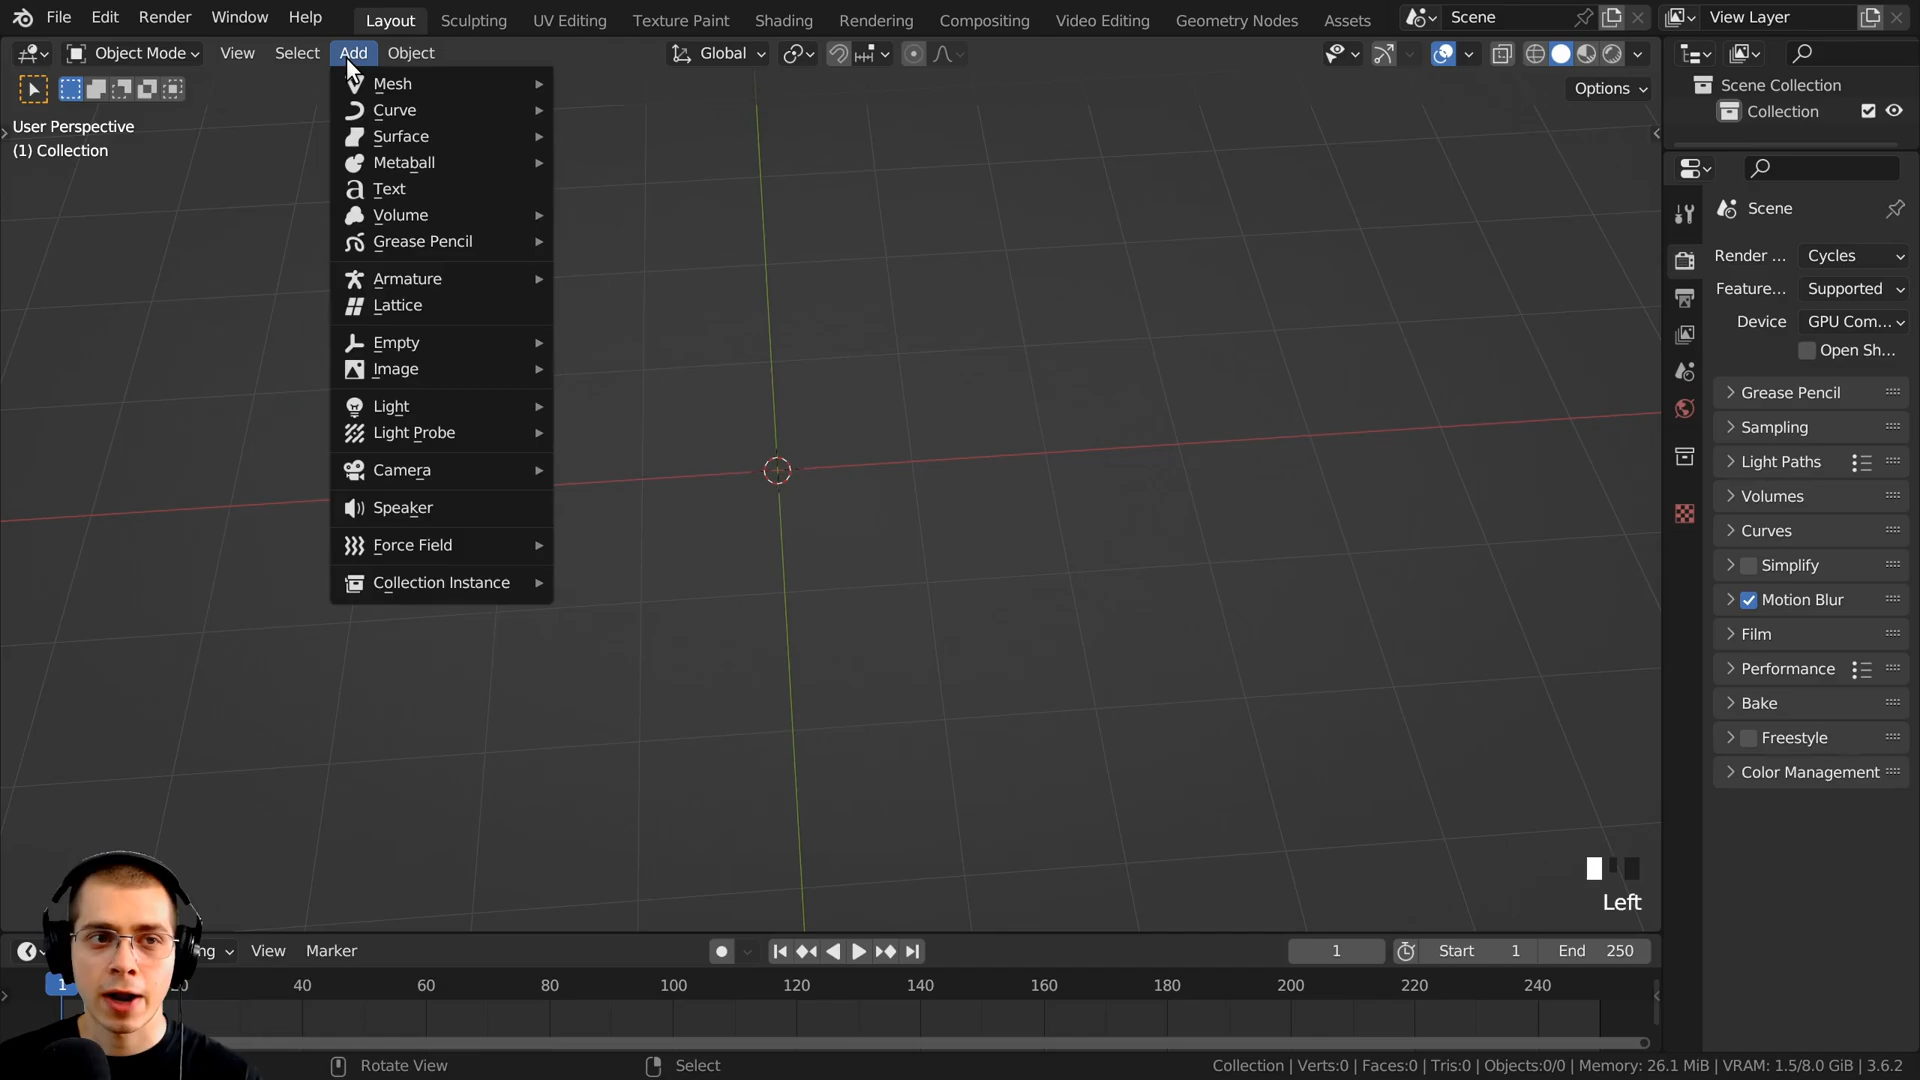 File Edit Render Window Help Layout Sculpting UV Editing Texture Paint Shading Rendering Compositing Video Editing Geometry Nodes Assets Scene View Layer
Object Mode View Select Add Object Global
Options
User Perspective
(1) Collection
Mesh
Curve
Surface
Metaball
Text
Volume
Grease Pencil
Armature
Lattice
Empty
Image
Light
Light Probe
Camera
Speaker
Force Field
Collection Instance
Scene Collection
Collection
Scene
Render ... Cycles
Feature... Supported
Device GPU Com...
Open Sh...
Grease Pencil
Sampling
Light Paths
Volumes
Curves
Simplify
Motion Blur
Film
Performance
Bake
Freestyle
Color Management
Left
ng View Marker 1 Start 1 End 250
1 20 40 60 80 100 120 140 160 180 200 220 240
Rotate View Select Collection | Verts:0 | Faces:0 | Tris:0 | Objects:0/0 | Memory: 26.1 MiB | VRAM: 1.5/8.0 GiB | 3.6.2